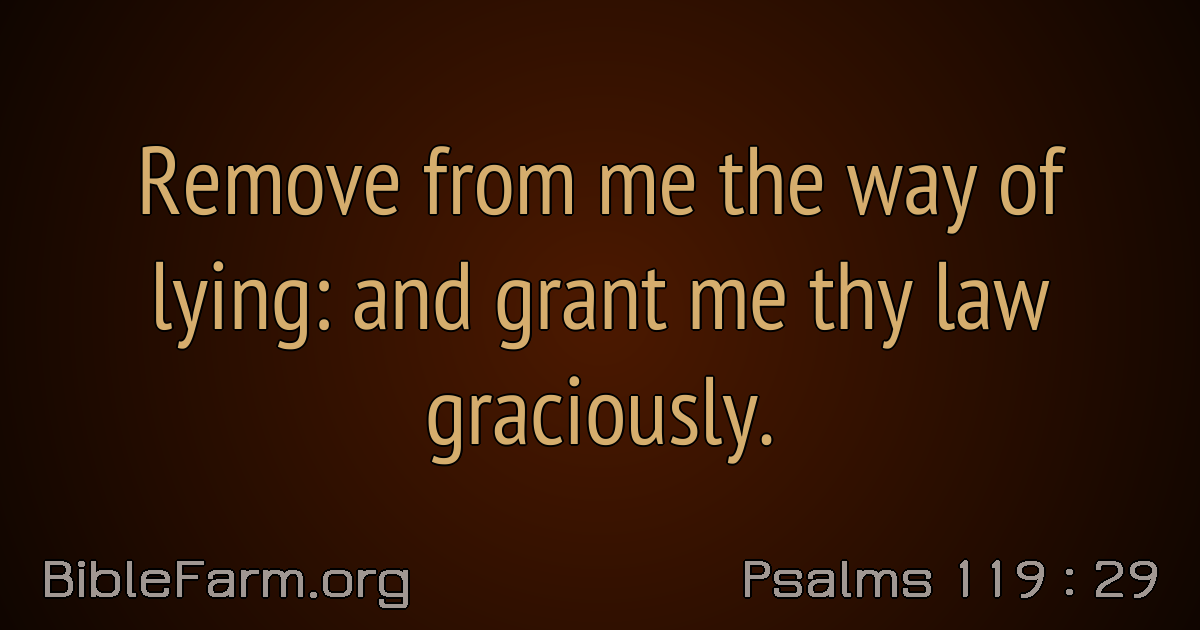 Remove from me the way of
lying: and grant me thy law
graciously.
BibleFarm.org
Psalms 119 : 29